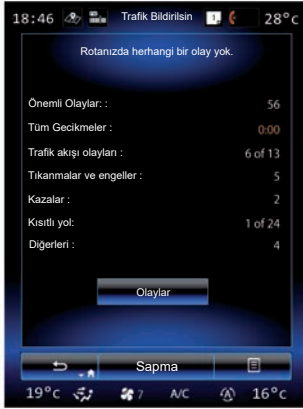 18:46 Trafik Bildirilsin 1 28°c
Rotanızda herhangi bir olay yok.
Önemli Olaylar: : 56
Tüm Gecikmeler : 0:00
Trafik akışı olayları : 6 of 13
Tıkanmalar ve engeller : 5
Kazalar : 2
Kısıtlı yol: 1 of 24
Diğerleri : 4
Olaylar
Sapma
19°c 7 A/C A 16°c